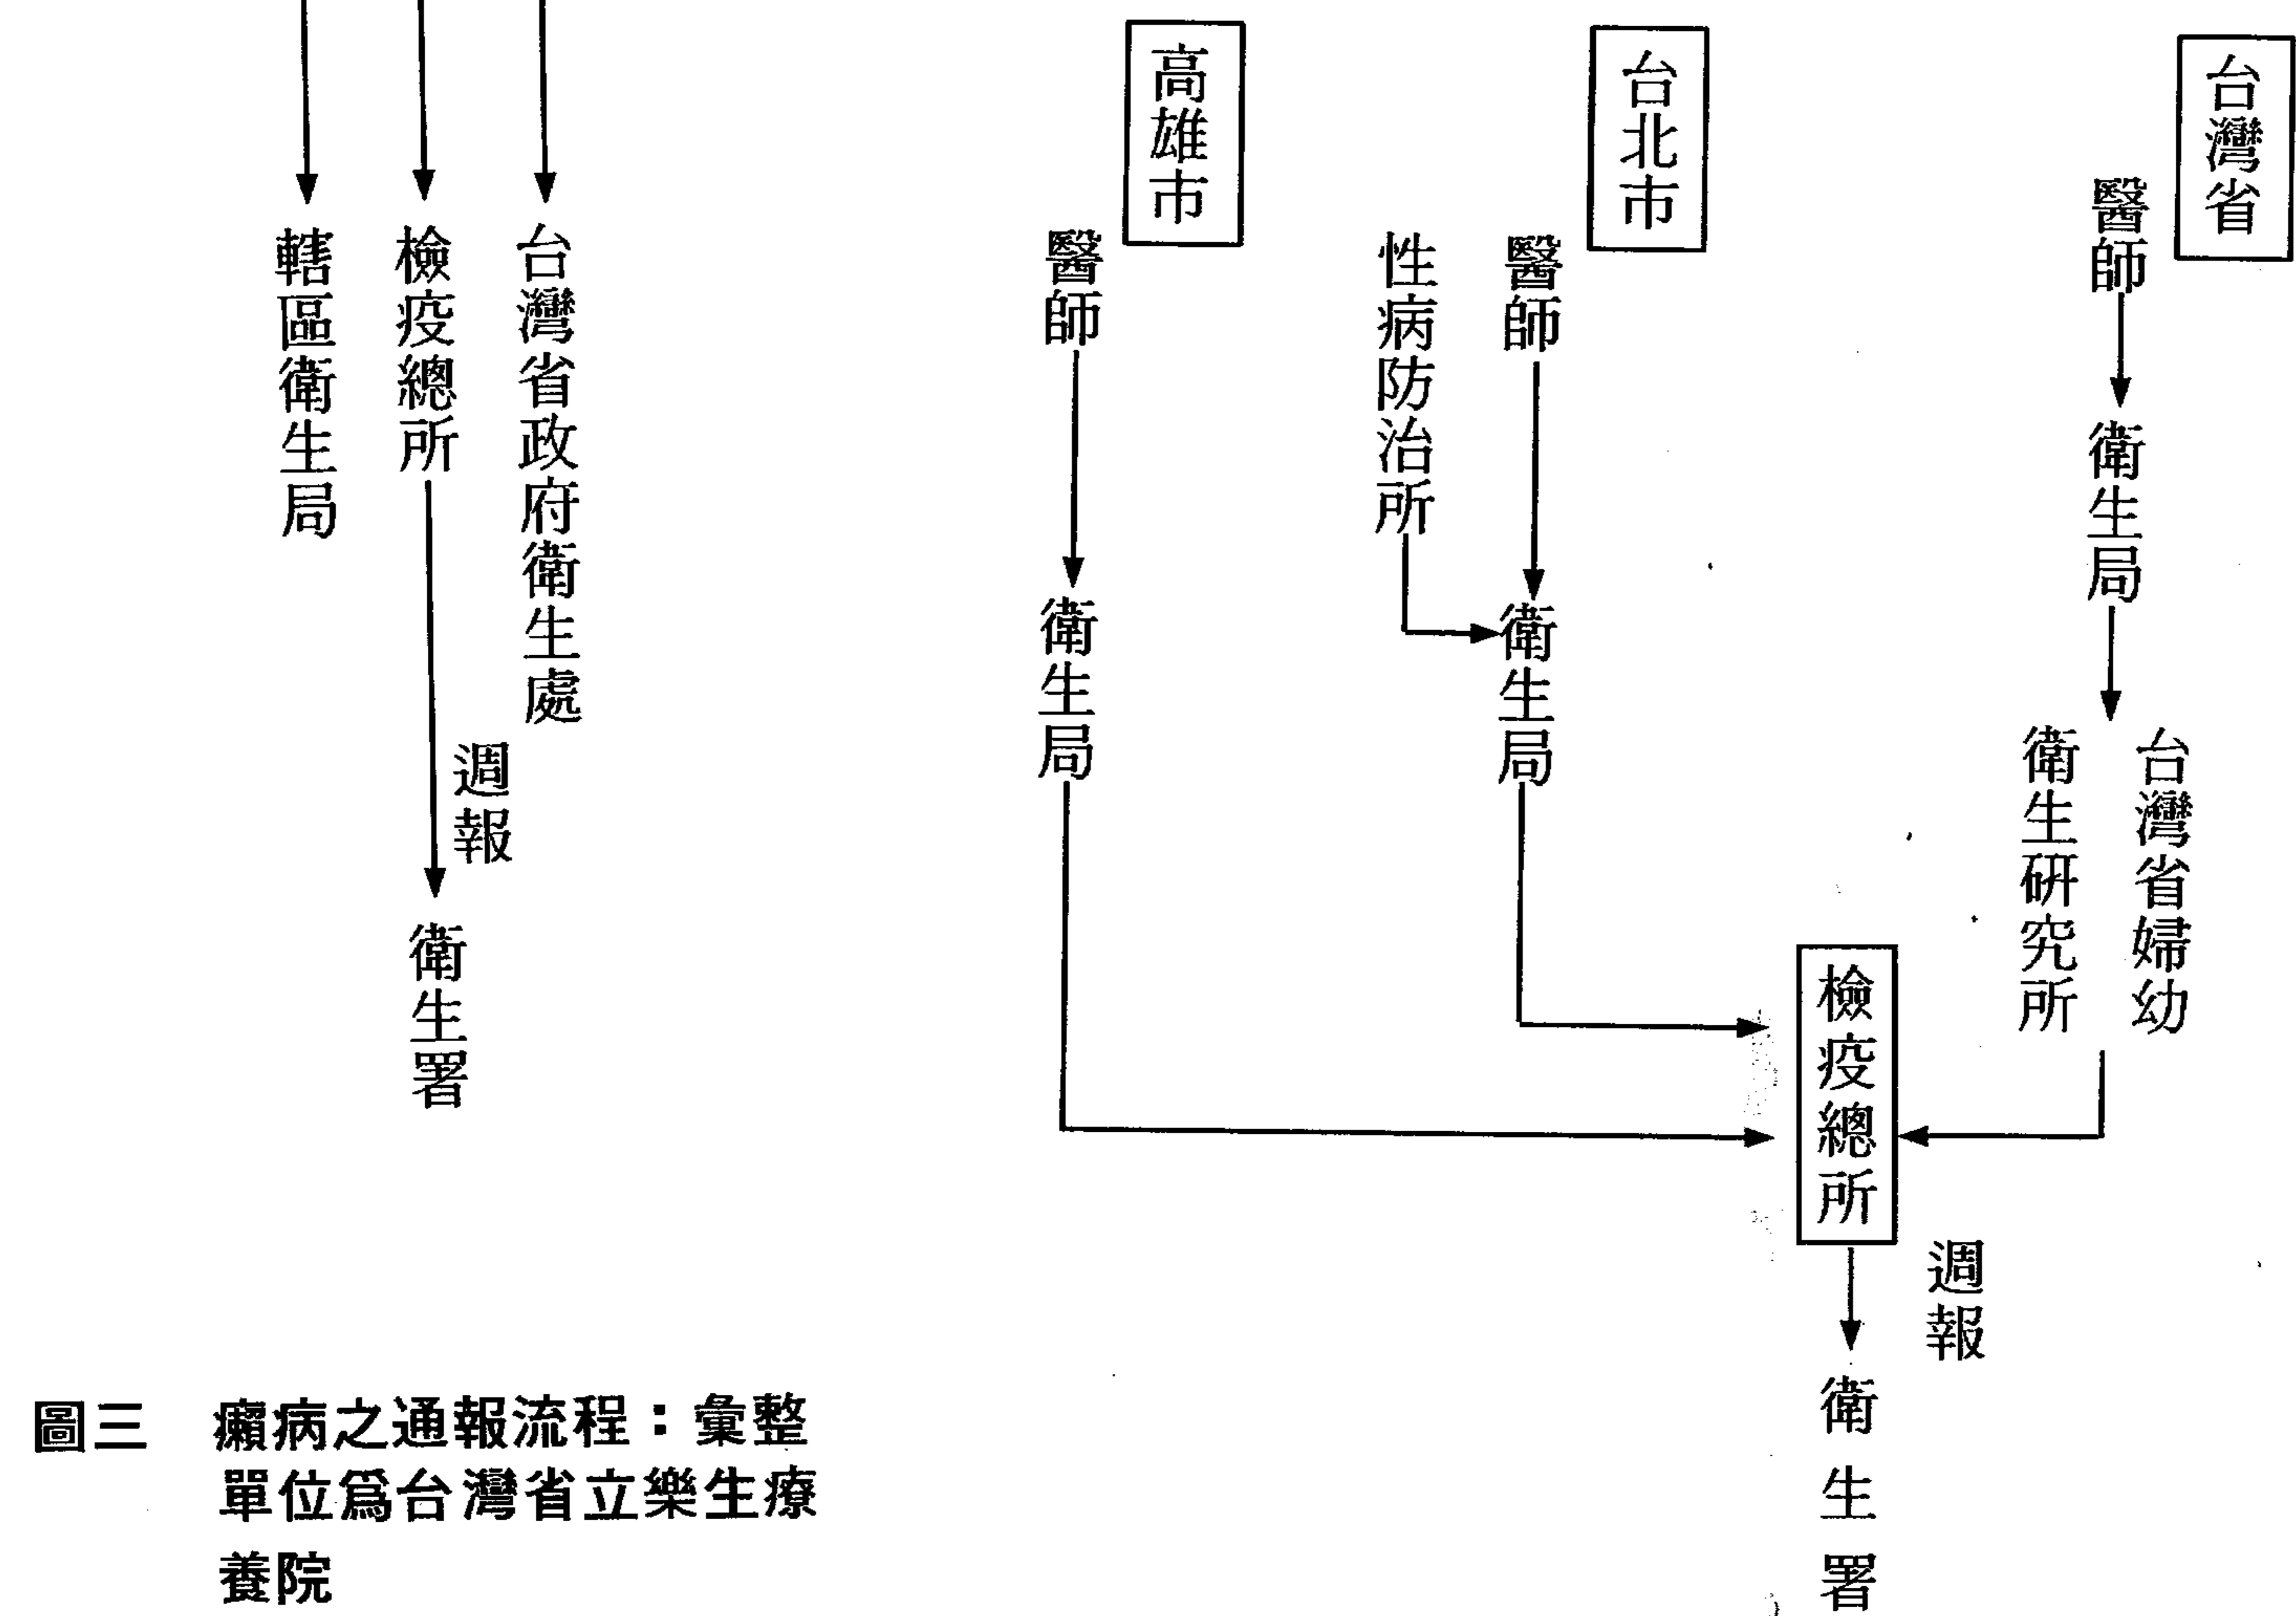 台灣省
醫師
衛生局
台灣省婦幼
衛生研究所
台北市
醫師
性病防治所
衛生局
高雄市
醫師
衛生局
檢疫總所
週報
衛生署
台灣省政府衛生處
檢疫總所
轄區衛生局
週報
衛生署
圖三 癩病之通報流程：彙整
單位爲台灣省立樂生療
養院